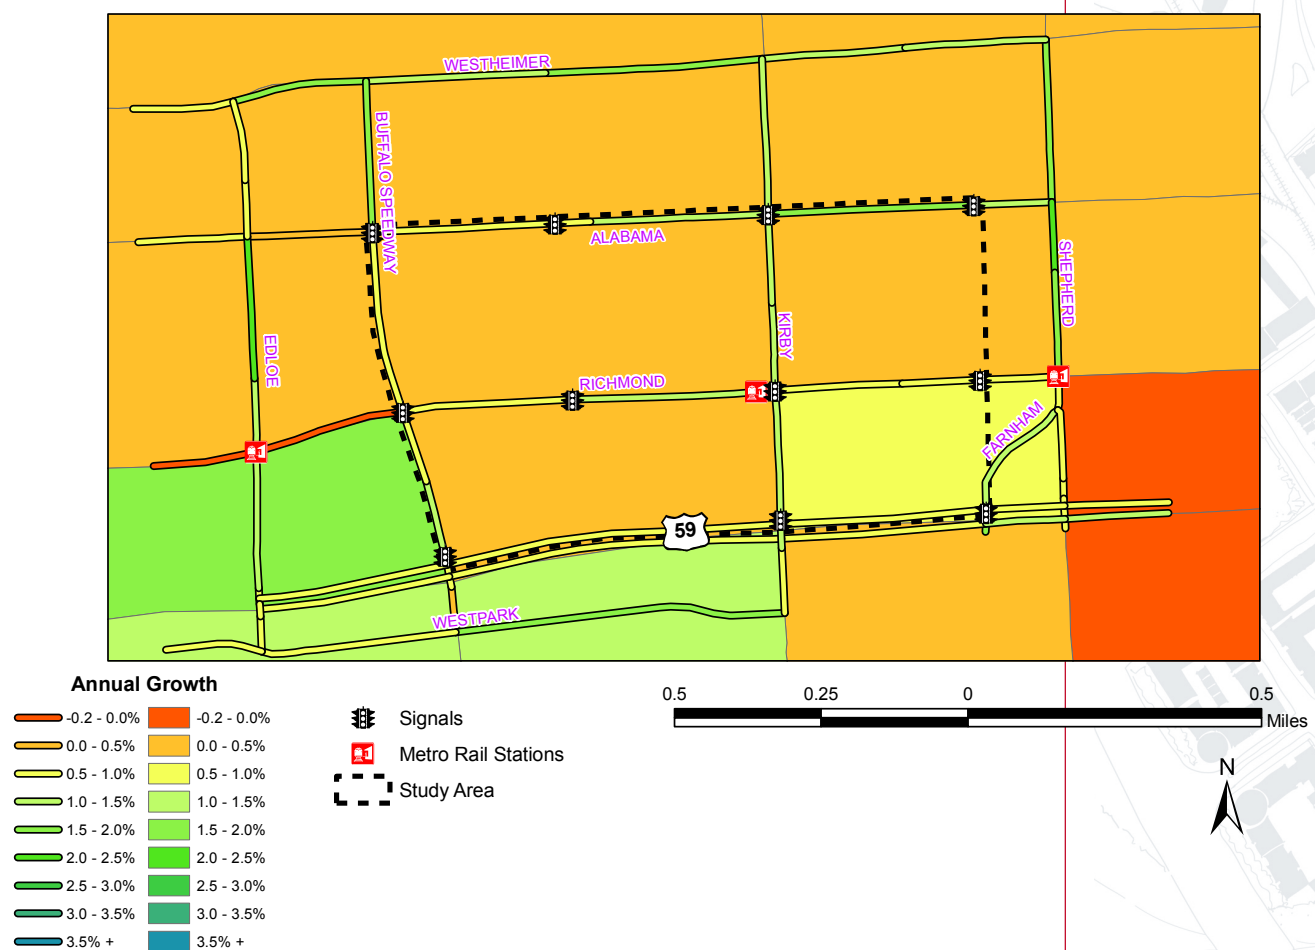 WESTHEIMER
BUFFALO SPEEDWAY
ALABAMA
SHEPHERD
EDLOE
KIRBY
RICHMOND
FARNHAM
59
WESTPARK
Annual Growth
-0.2 - 0.0% -0.2 - 0.0%
0.0 - 0.5% 0.0 - 0.5%
0.5 - 1.0% 0.5 - 1.0%
1.0 - 1.5% 1.0 - 1.5%
1.5 - 2.0% 1.5 - 2.0%
2.0 - 2.5% 2.0 - 2.5%
2.5 - 3.0% 2.5 - 3.0%
3.0 - 3.5% 3.0 - 3.5%
3.5% + 3.5% +
Signals
Metro Rail Stations
Study Area
0.5 0.25 0 0.5
Miles
N